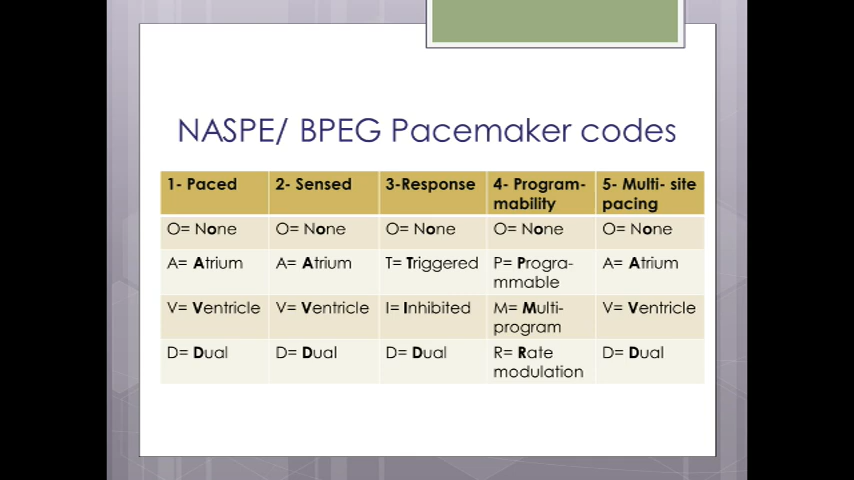 NASPE/ BPEG Pacemaker codes
1- Paced 2- Sensed 3-Response 4- Program-mability 5- Multi- site pacing
O= None O= None O= None O= None O= None
A= Atrium A= Atrium T= Triggered P= Progra-mmable A= Atrium
V= Ventricle V= Ventricle I= Inhibited M= Multi-program V= Ventricle
D= Dual D= Dual D= Dual R= Rate modulation D= Dual